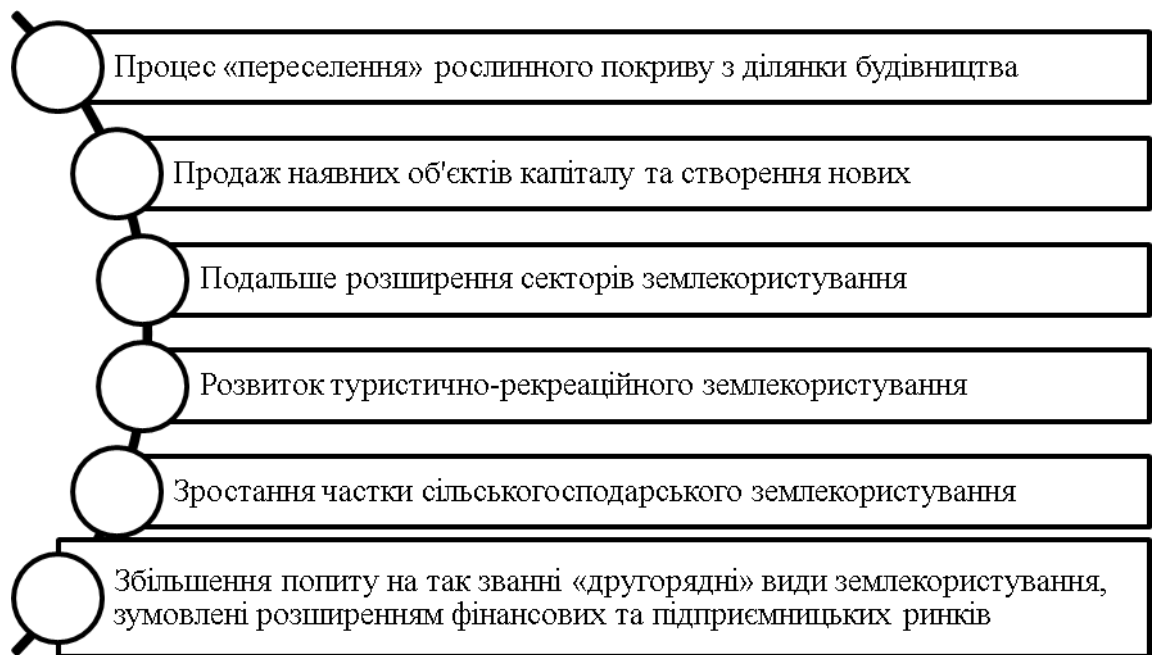 Процес «переселення» рослинного покриву з ділянки будівництва
Продаж наявних об'єктів капіталу та створення нових
Подальше розширення секторів землекористування
Розвиток туристично-рекреаційного землекористування
Зростання частки сільськогосподарського землекористування
Збільшення попиту на так званні «другорядні» види землекористування,
зумовлені розширенням фінансових та підприємницьких ринків